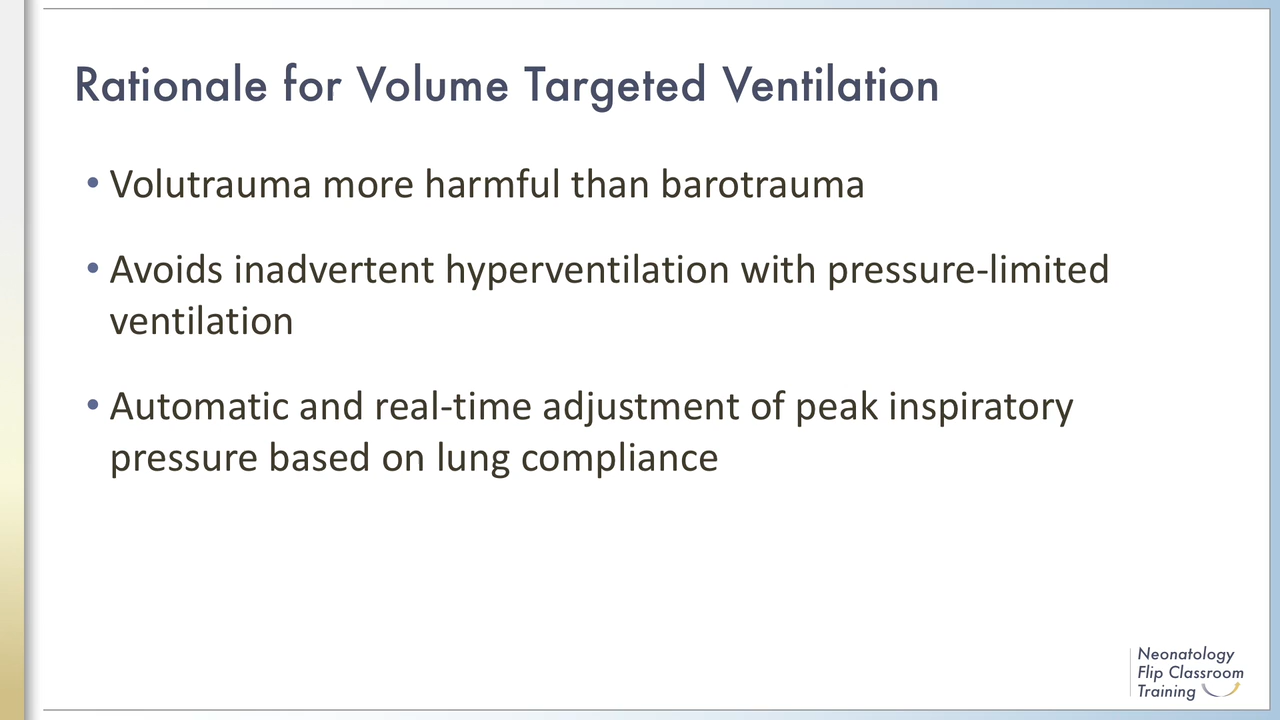 Rationale for Volume Targeted Ventilation
• Volutrauma more harmful than barotrauma
• Avoids inadvertent hyperventilation with pressure-limited
ventilation
• Automatic and real-time adjustment of peak inspiratory
pressure based on lung compliance
Neonatology
Flip Classroom
Training